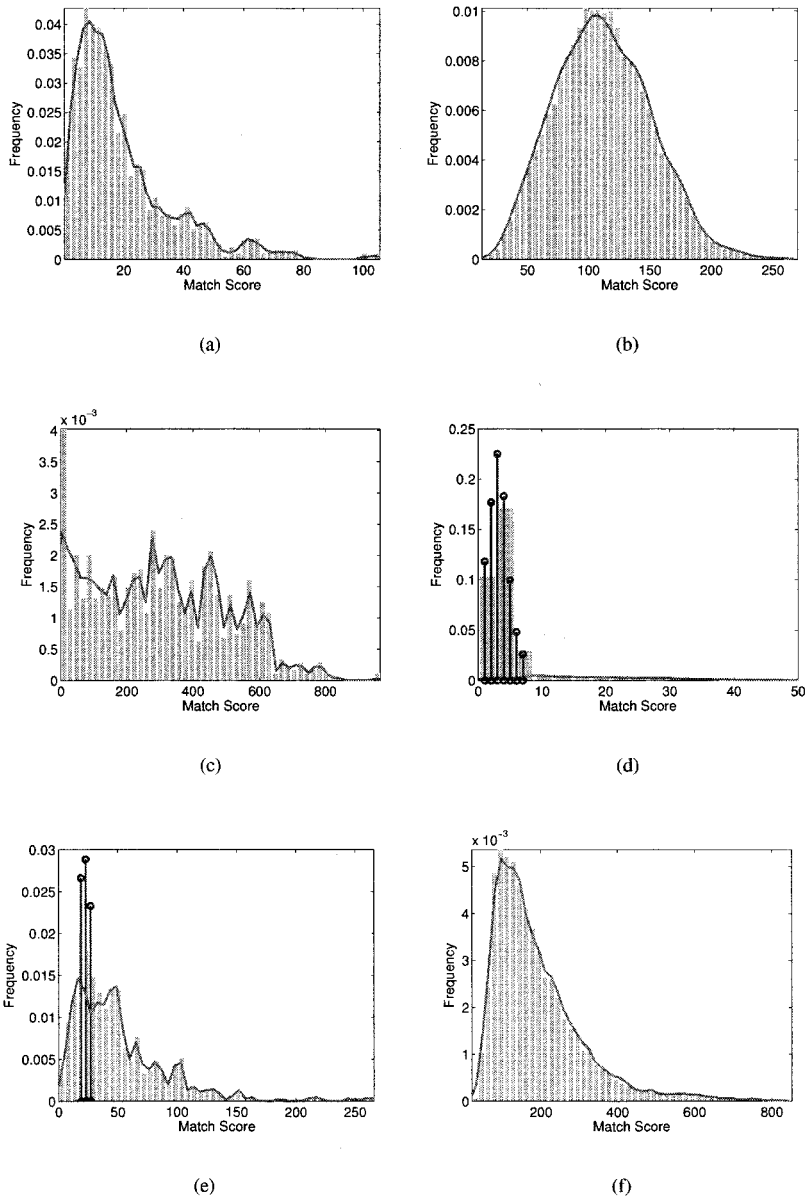 0.04
0.035
0.03
0.025
0.02
0.015
0.01
0.005
0
Frequency
20 40 60 80 100
Match Score
(a)
0.01
0.008
0.006
0.004
0.002
0
Frequency
50 100 150 200 250
Match Score
(b)
x 10⁻³
4
3.5
3
2.5
2
1.5
1
0.5
0
Frequency
0 200 400 600 800
Match Score
(c)
0.25
0.2
0.15
0.1
0.05
0
Frequency
0 10 20 30 40 50
Match Score
(d)
0.03
0.025
0.02
0.015
0.01
0.005
0
Frequency
0 50 100 150 200 250
Match Score
(e)
x 10⁻³
5
4
3
2
1
0
Frequency
200 400 600 800
Match Score
(f)